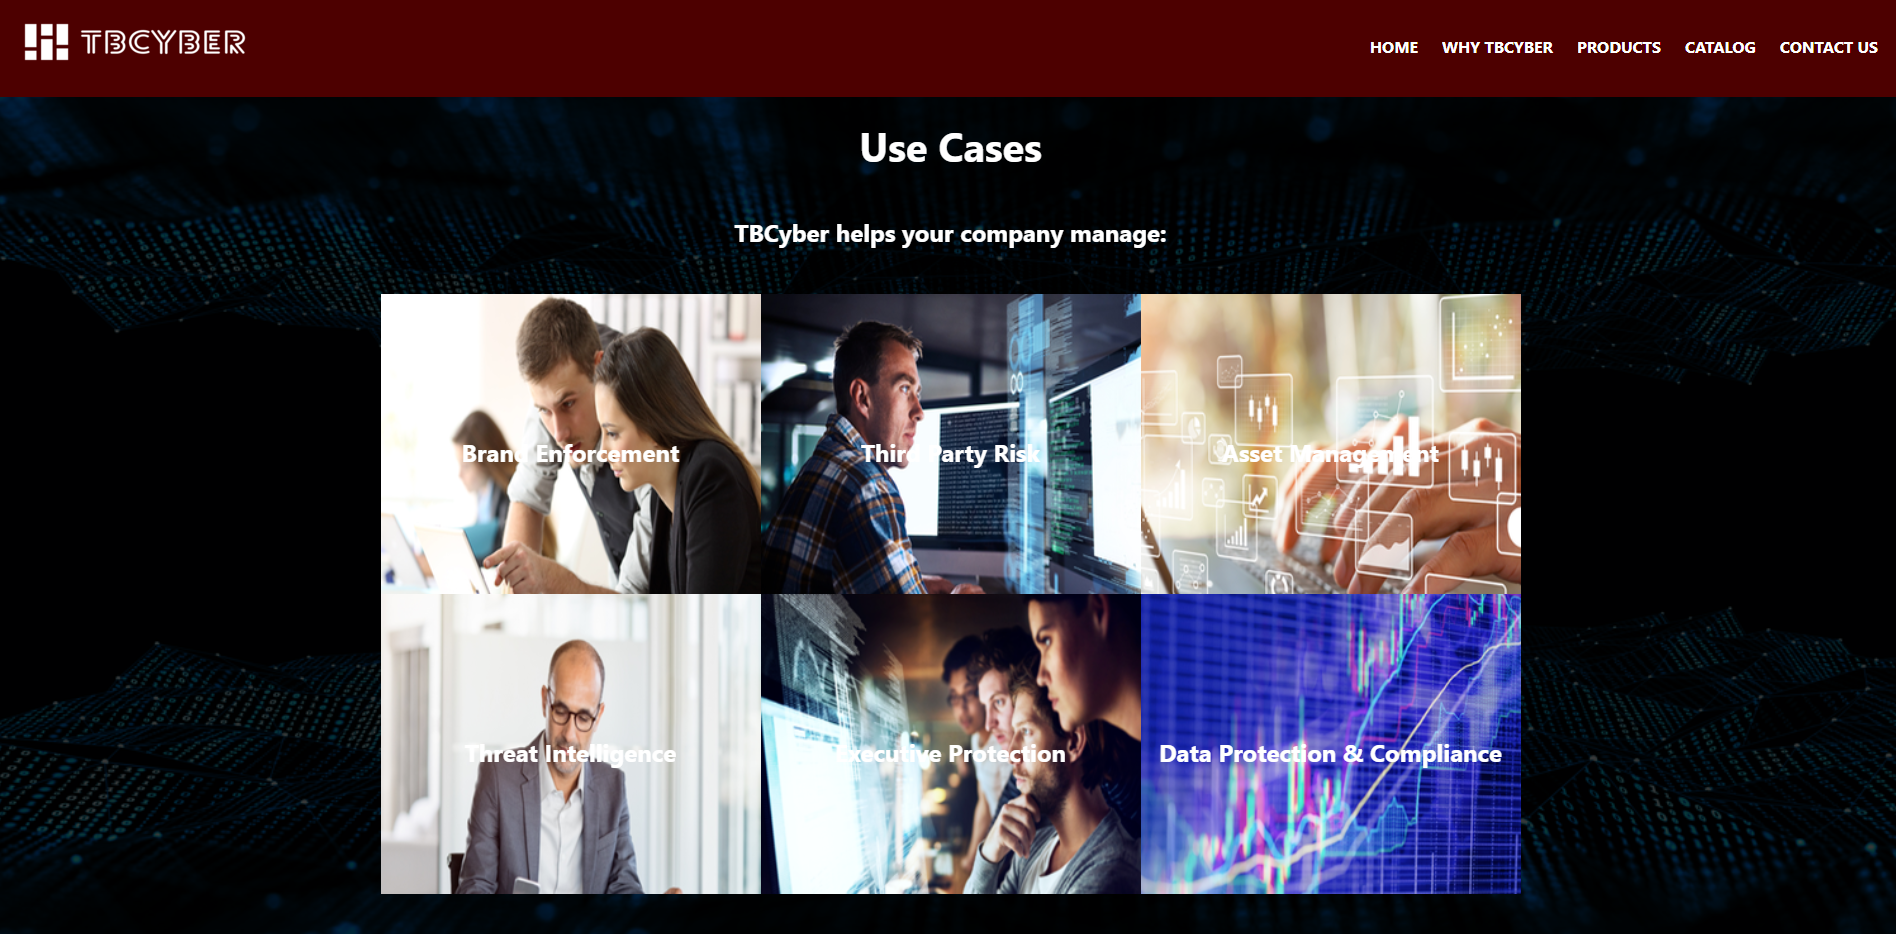 TBCYBER
HOME WHY TBCYBER PRODUCTS CATALOG CONTACT US
Use Cases
TBCyber helps your company manage:
Brand Enforcement
Third Party Risk
Asset Management
Threat Intelligence
Executive Protection
Data Protection & Compliance